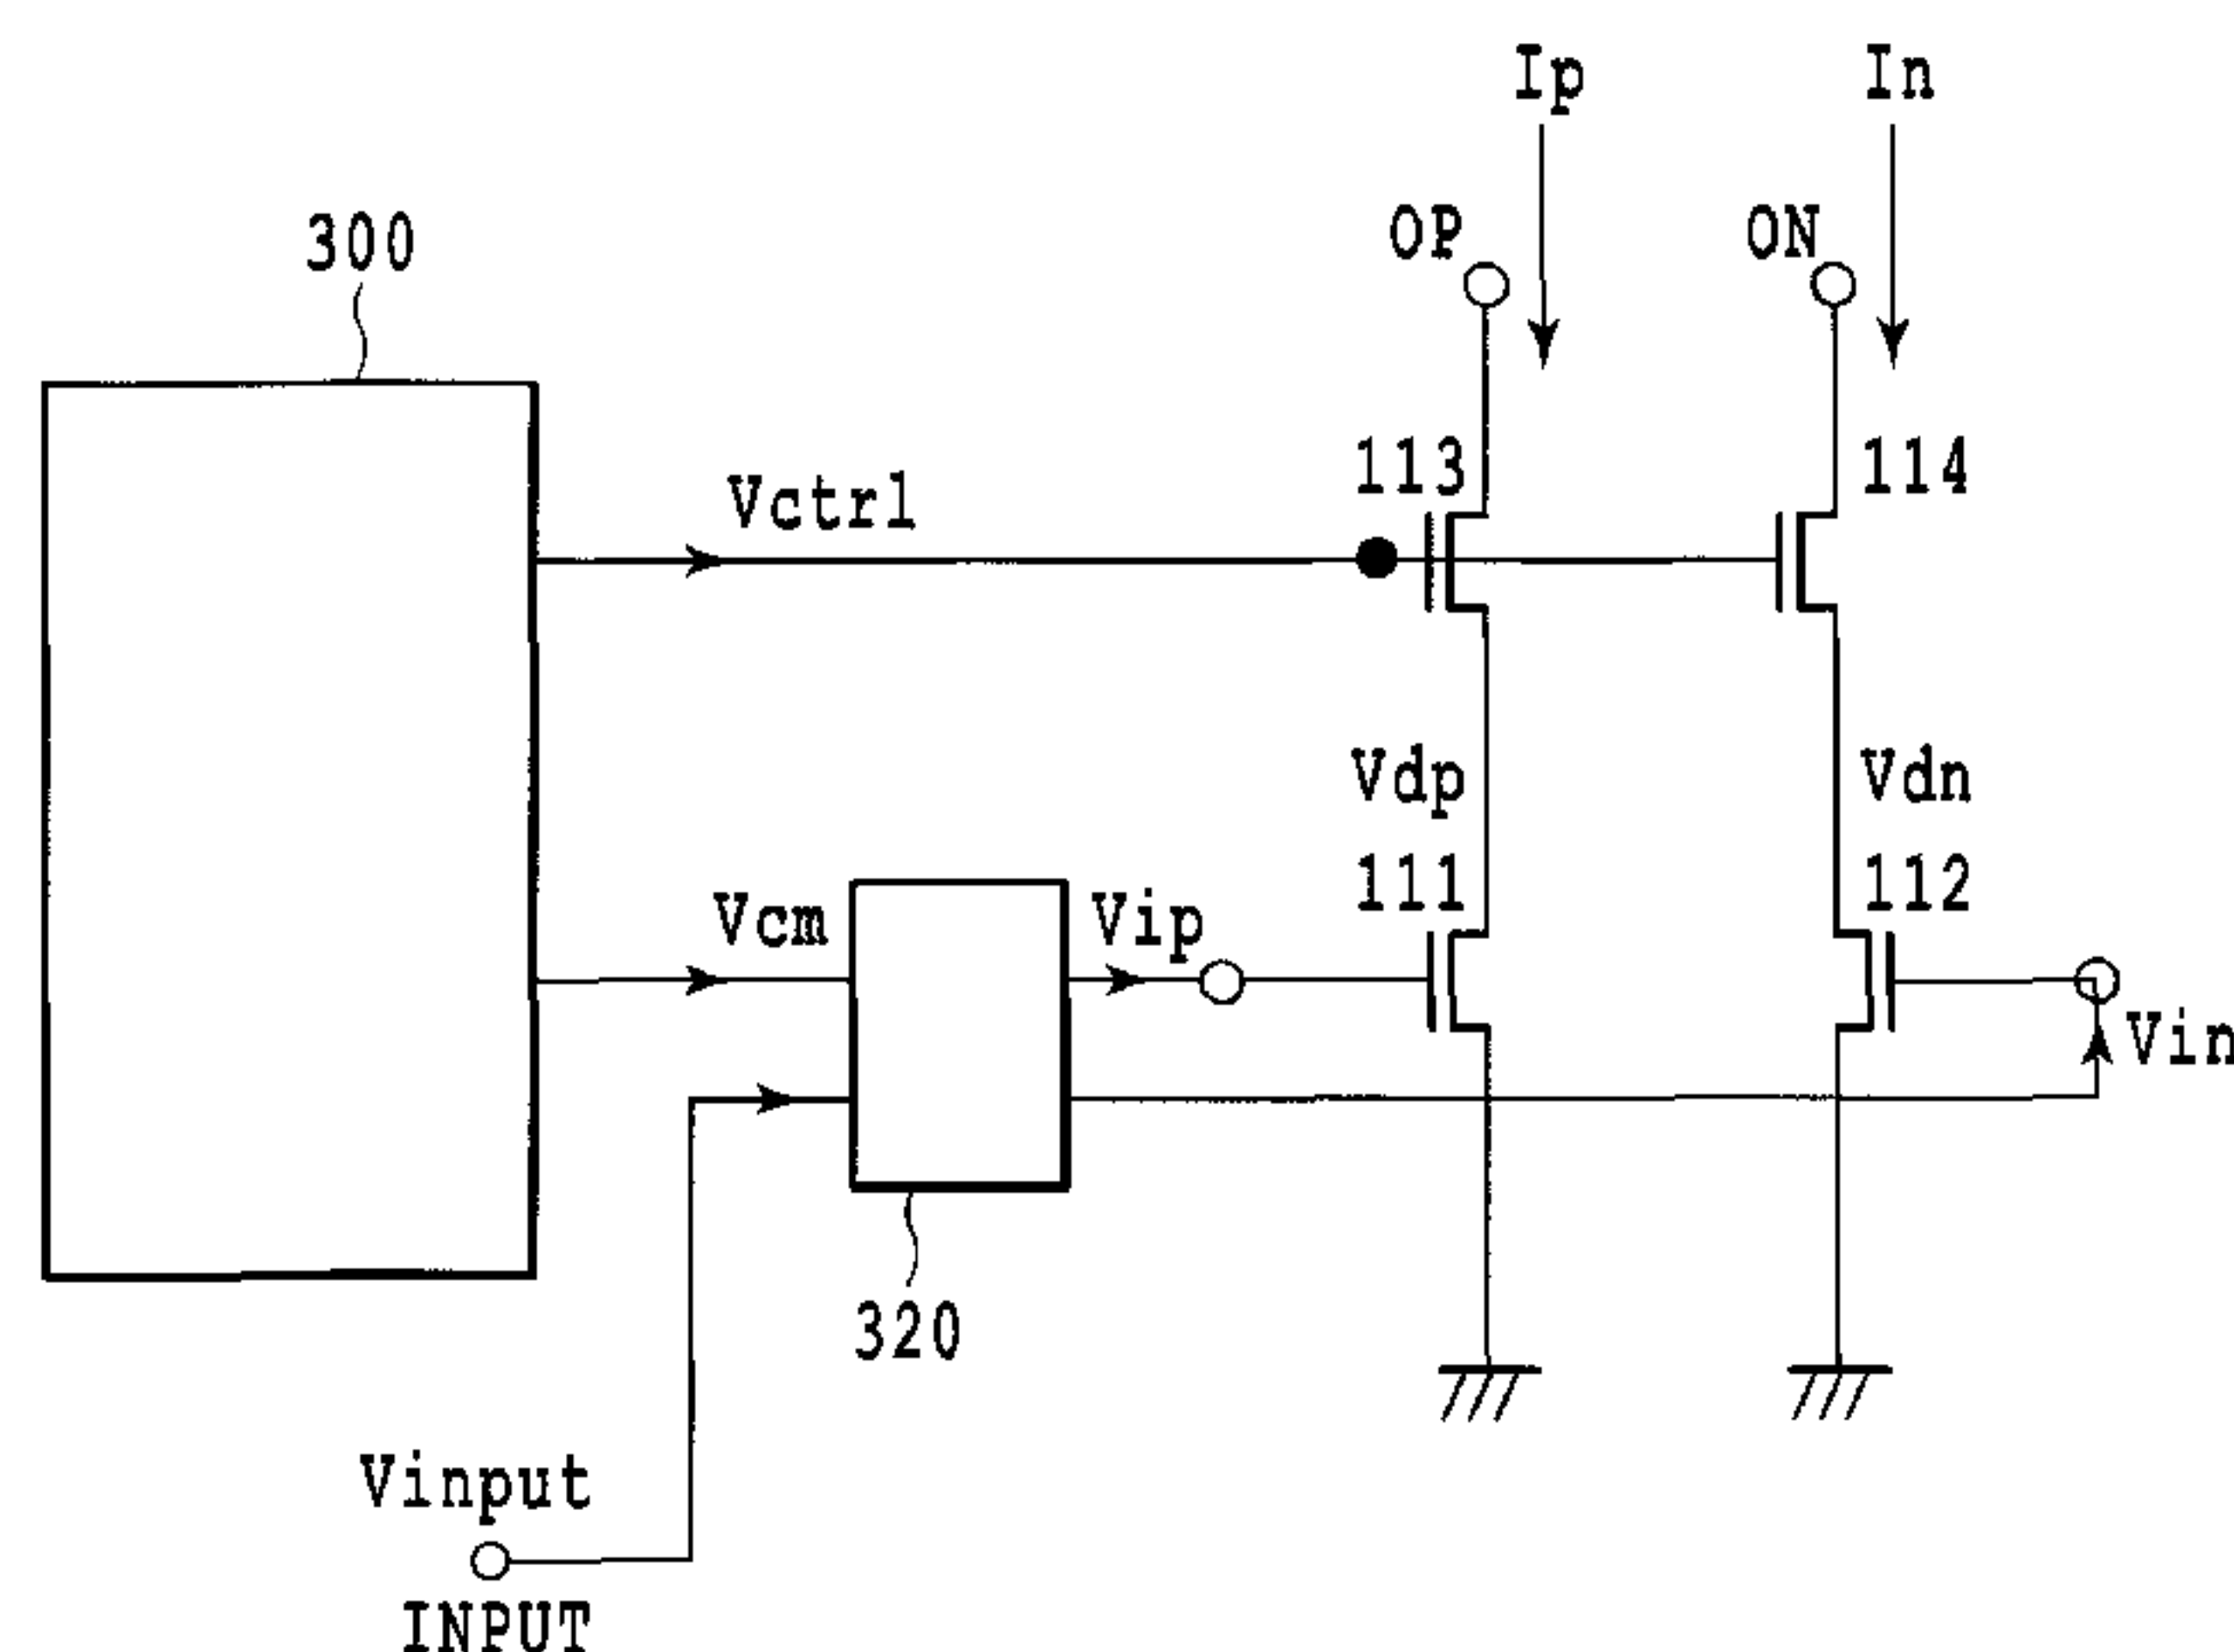 Ip In
OP ON
300
113 114
Vctrl
Vdp Vdn
111 112
Vcm Vip
Vin
320
Vinput
INPUT